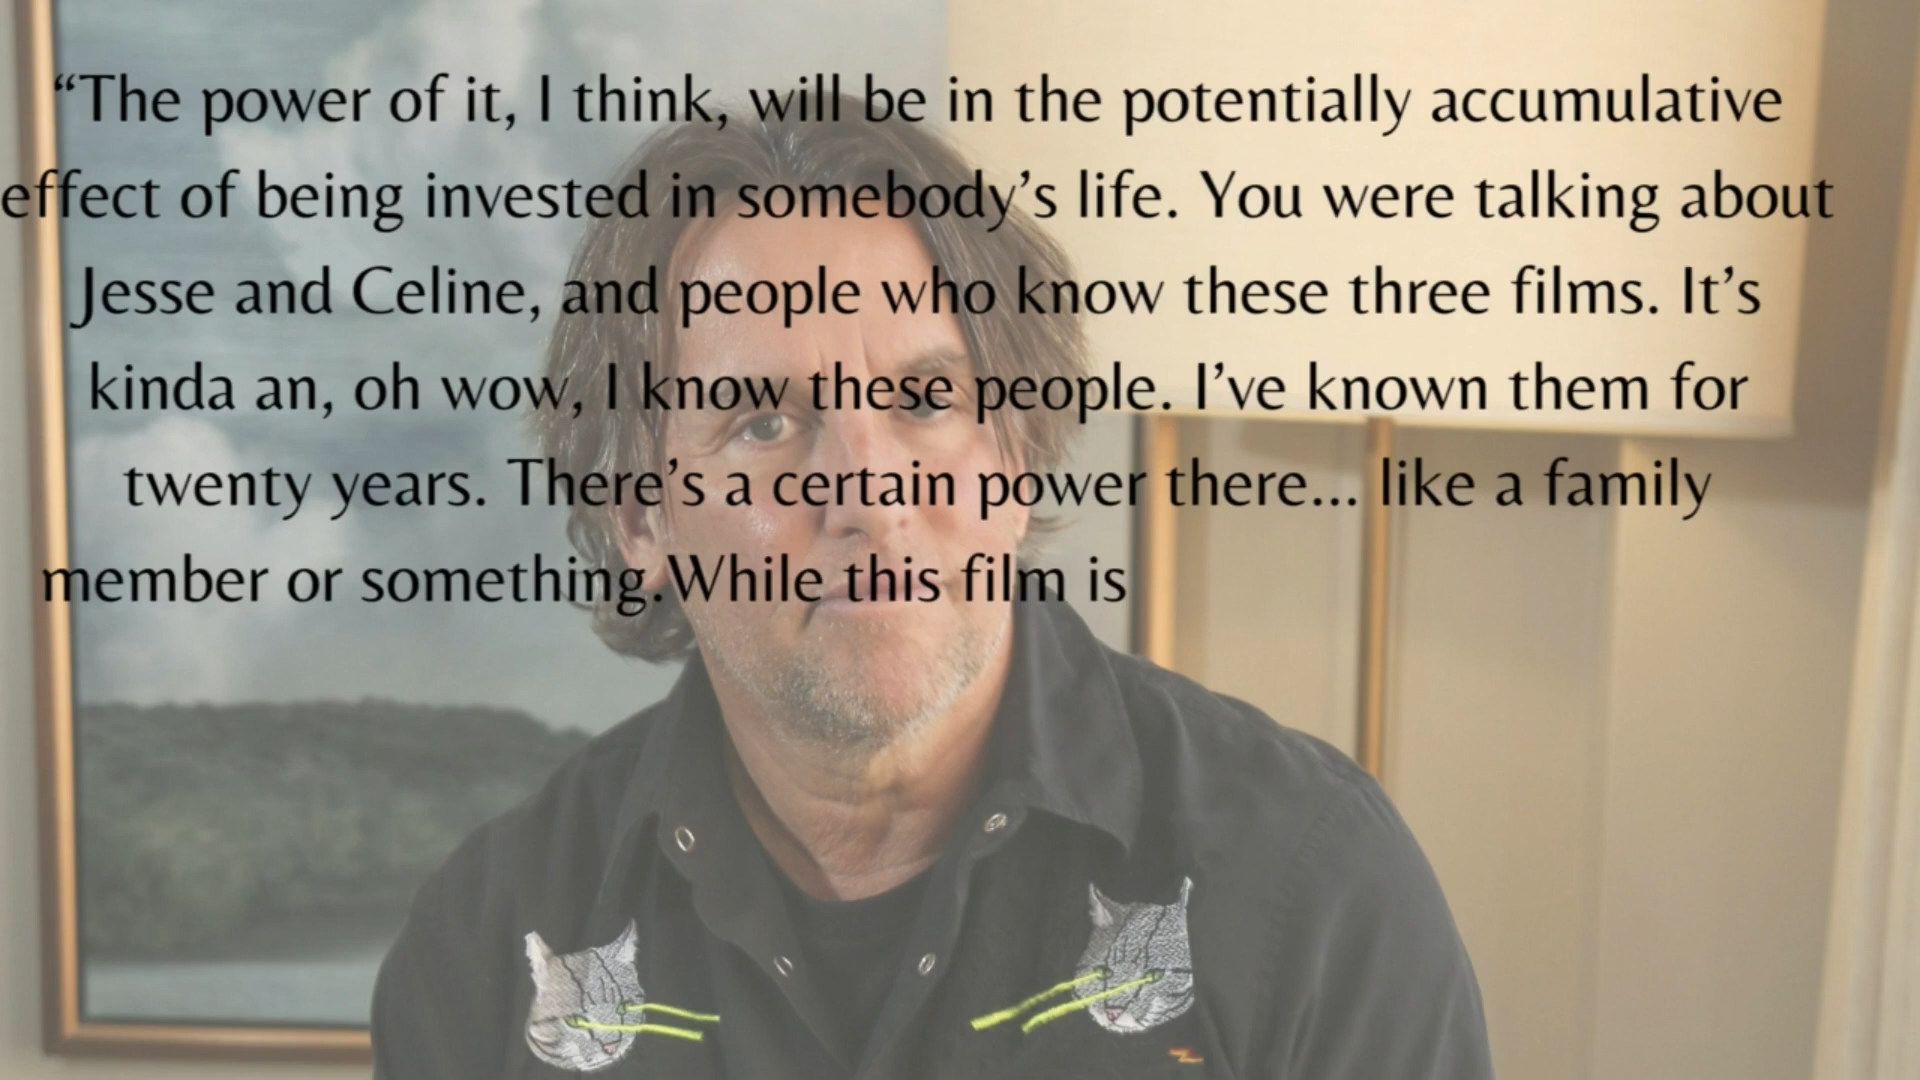 “The power of it, I think, will be in the potentially accumulative
effect of being invested in somebody’s life. You were talking about
Jesse and Celine, and people who know these three films. It’s
kinda an, oh wow, I know these people. I’ve known them for
twenty years. There’s a certain power there... like a family
member or something.While this film is